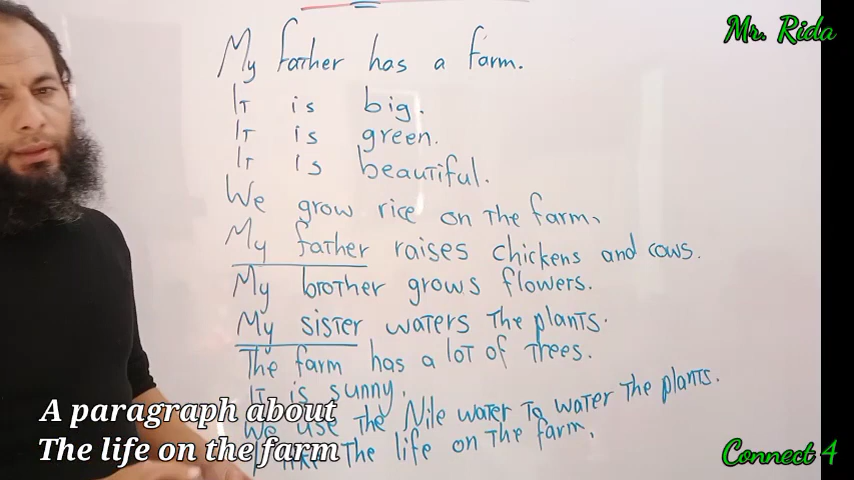 Mr. Rida
My father has a farm.
It is big.
It is green.
It is beautiful.
We grow rice on the farm.
My father raises chickens and cows.
My brother grows flowers.
My sister waters the plants.
The farm has a lot of trees.
It is sunny.
We use the Nile water to water the plants.
the life on the farm.
A paragraph about
The life on the farm
Connect 4